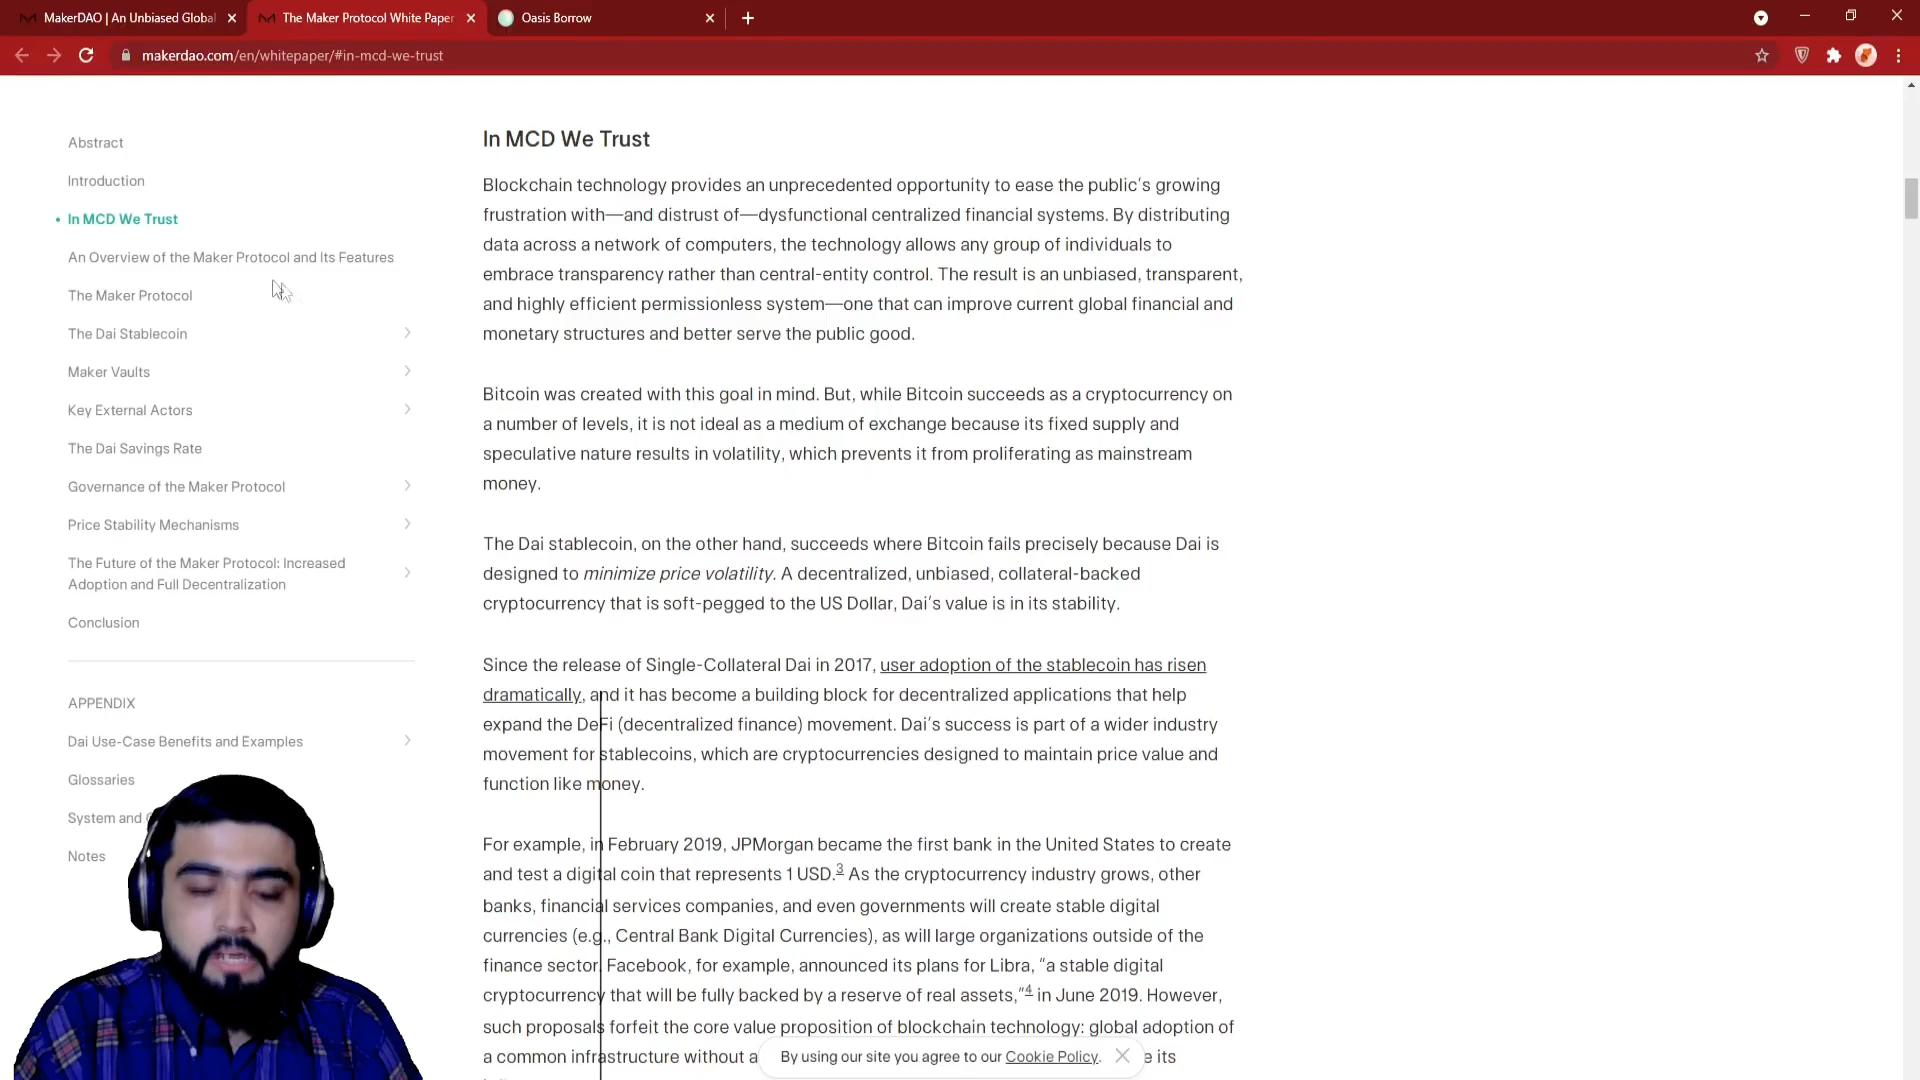 MakerDAO | An Unbiased Global
The Maker Protocol White Paper
Oasis Borrow
makerdao.com/en/whitepaper/#in-mcd-we-trust
Abstract
Introduction
In MCD We Trust
An Overview of the Maker Protocol and Its Features
The Maker Protocol
The Dai Stablecoin
Maker Vaults
Key External Actors
The Dai Savings Rate
Governance of the Maker Protocol
Price Stability Mechanisms
The Future of the Maker Protocol: Increased
Adoption and Full Decentralization
Conclusion
APPENDIX
Dai Use-Case Benefits and Examples
Glossaries
System and
Notes
In MCD We Trust
Blockchain technology provides an unprecedented opportunity to ease the public's growing
frustration with—and distrust of—dysfunctional centralized financial systems. By distributing
data across a network of computers, the technology allows any group of individuals to
embrace transparency rather than central-entity control. The result is an unbiased, transparent,
and highly efficient permissionless system—one that can improve current global financial and
monetary structures and better serve the public good.
Bitcoin was created with this goal in mind. But, while Bitcoin succeeds as a cryptocurrency on
a number of levels, it is not ideal as a medium of exchange because its fixed supply and
speculative nature results in volatility, which prevents it from proliferating as mainstream
money.
The Dai stablecoin, on the other hand, succeeds where Bitcoin fails precisely because Dai is
designed to minimize price volatility. A decentralized, unbiased, collateral-backed
cryptocurrency that is soft-pegged to the US Dollar, Dai's value is in its stability.
Since the release of Single-Collateral Dai in 2017, user adoption of the stablecoin has risen
dramatically, and it has become a building block for decentralized applications that help
expand the DeFi (decentralized finance) movement. Dai's success is part of a wider industry
movement for stablecoins, which are cryptocurrencies designed to maintain price value and
function like money.
For example, in February 2019, JPMorgan became the first bank in the United States to create
and test a digital coin that represents 1 USD.3 As the cryptocurrency industry grows, other
banks, financial services companies, and even governments will create stable digital
currencies (e.g., Central Bank Digital Currencies), as will large organizations outside of the
finance sector. Facebook, for example, announced its plans for Libra, “a stable digital
cryptocurrency that will be fully backed by a reserve of real assets,”4 in June 2019. However,
such proposals forfeit the core value proposition of blockchain technology: global adoption of
a common infrastructure without a
e its
By using our site you agree to our Cookie Policy.